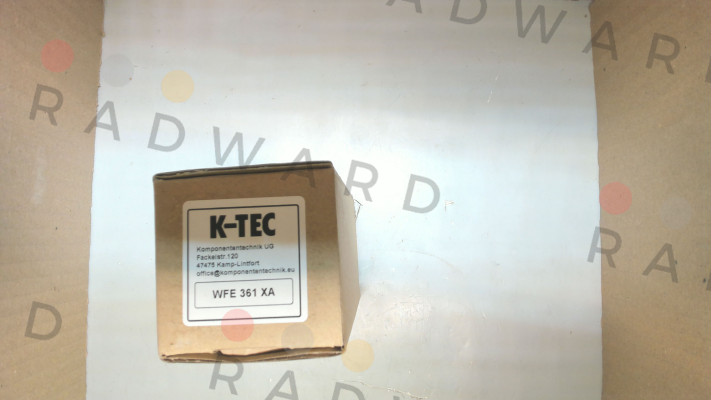 RADWARD
RADWARD
K-TEC
Komponententechnik UG
Fackelstr.120
47475 Kamp-Lintfort
office@komponententechnik.eu
WFE 361 XA
D
RADWARD